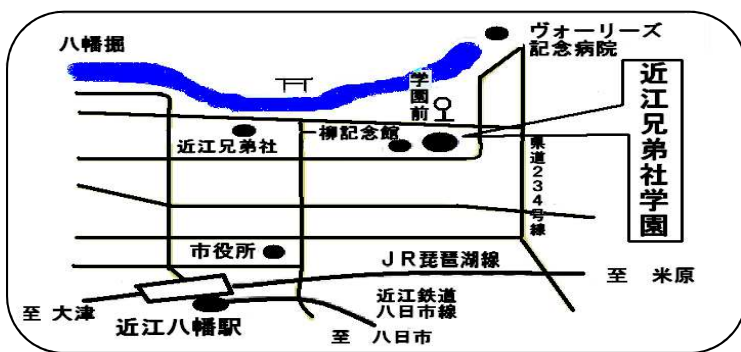 八幡掘
ヴォーリーズ
記念病院
学園前
近江兄弟社学園
近江兄弟社
一柳記念館
県道234号線
市役所
JR琵琶湖線
至 米原
至 大津
近江八幡駅
近江鉄道
八日市線
至 八日市